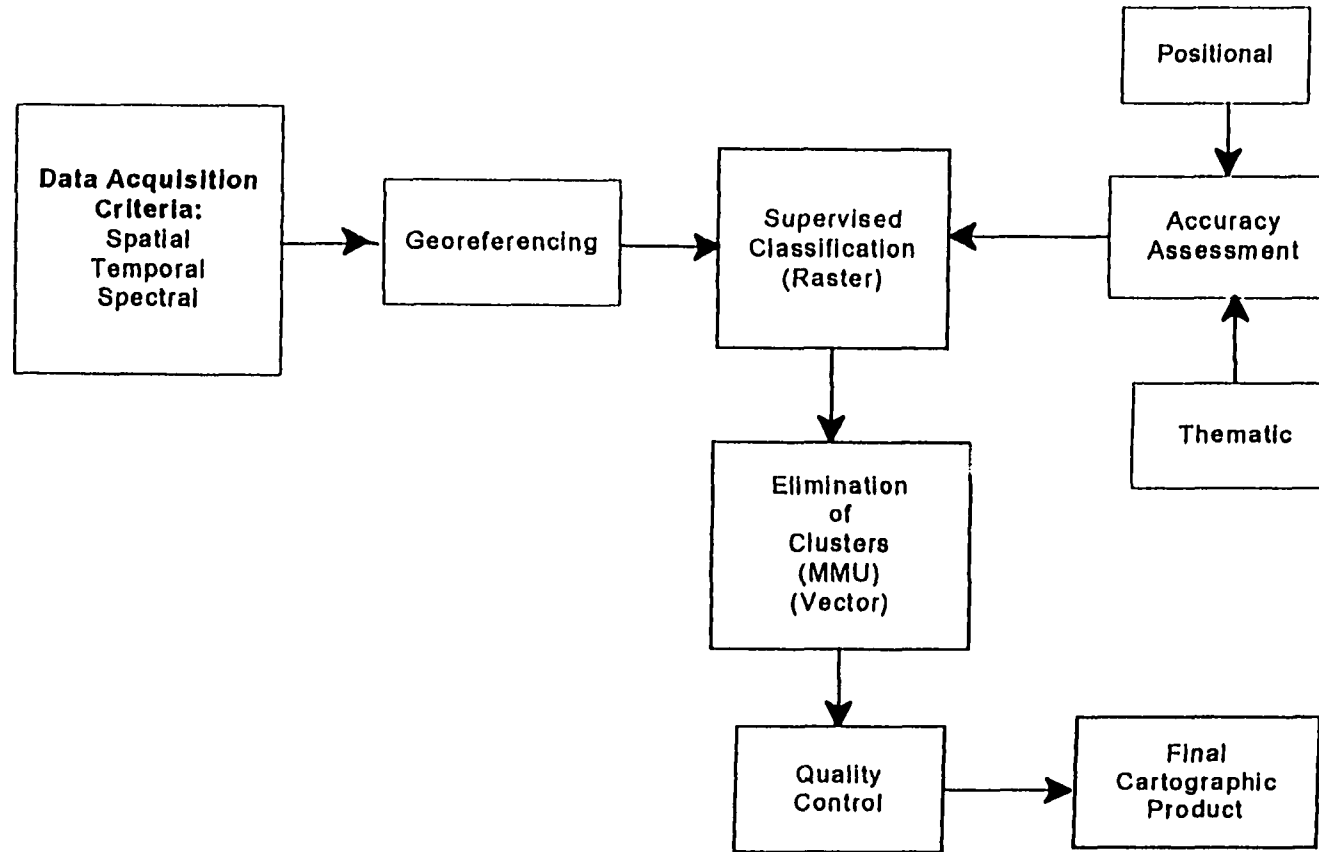 Positional
Data Acquisition
Criteria:
Spatial
Temporal
Spectral
Georeferencing
Supervised
Classification
(Raster)
Accuracy
Assessment
Thematic
Elimination
of
Clusters
(MMU)
(Vector)
Quality
Control
Final
Cartographic
Product